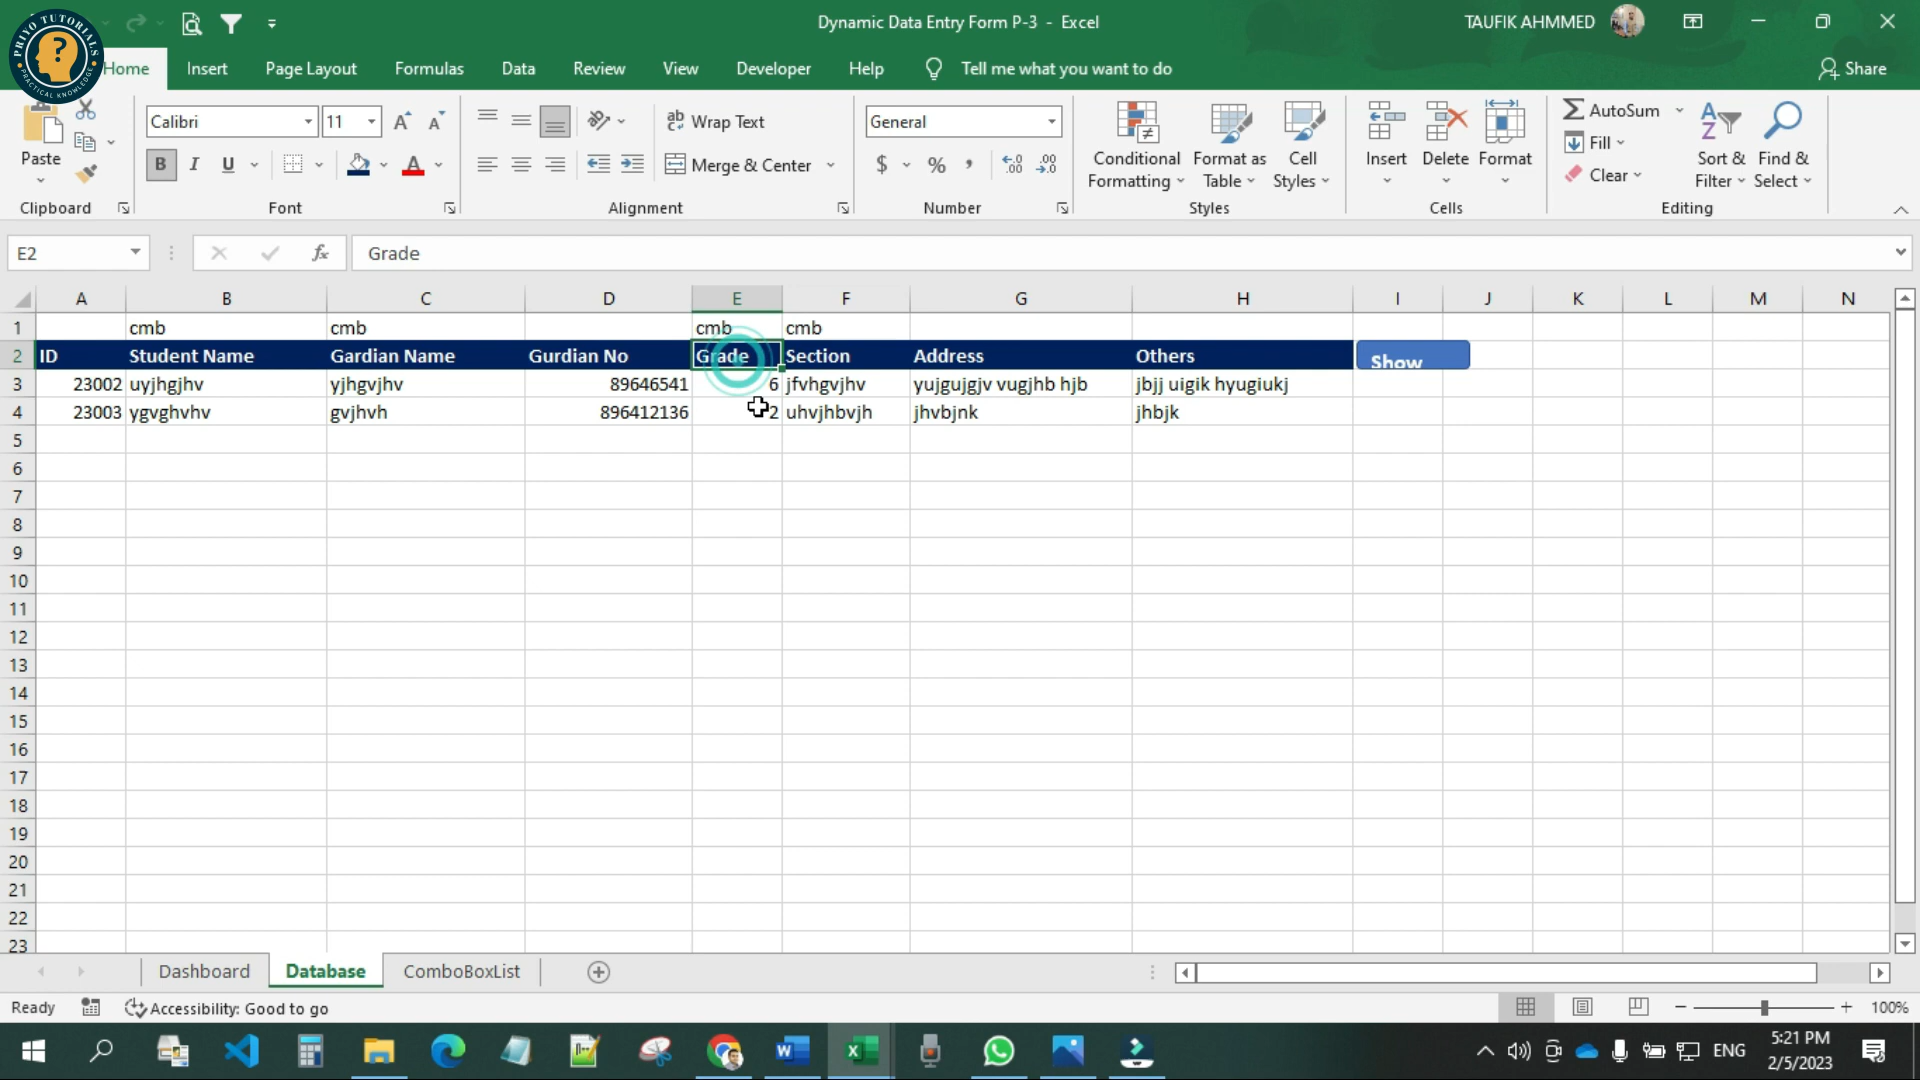 PRIYO TUTORIALS
PRACTICAL KNOWLEDGE
?
Dynamic Data Entry Form P-3 - Excel
TAUFIK AHMMED
Home Insert Page Layout Formulas Data Review View Developer Help Tell me what you want to do Share
Paste
Calibri 11
B I U A
Wrap Text
Merge & Center
General
$ % ,
Conditional Formatting
Format as Table
Cell Styles
Insert Delete Format
AutoSum
Fill
Clear
Sort & Filter
Find & Select
Clipboard Font Alignment Number Styles Cells Editing
E2 fx Grade
A B C D E F G H I J K L M N
1 cmb cmb cmb cmb
2 ID Student Name Gardian Name Gurdian No Grade Section Address Others Show
3 23002 uyjhgjhv yjhgvjhv 89646541 6 jfvhgvjhv yujgujgjv vugjhb hjb jbjj uigik hyugiukj
4 23003 ygvghvhv gvjhvh 896412136 2 uhvjhbvjh jhvbjnk jhbjk
5
6
7
8
9
10
11
12
13
14
15
16
17
18
19
20
21
22
23
Dashboard Database ComboBoxList
Ready Accessibility: Good to go 100%
ENG
5:21 PM
2/5/2023